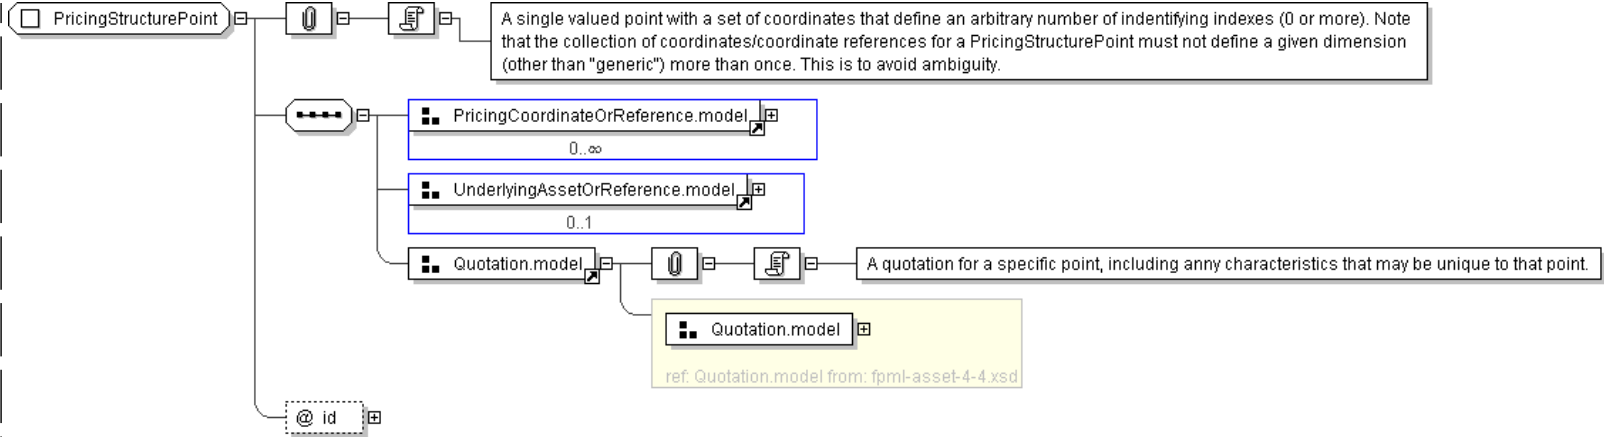 PricingStructurePoint
A single valued point with a set of coordinates that define an arbitrary number of indentifying indexes (0 or more). Note
that the collection of coordinates/coordinate references for a PricingStructurePoint must not define a given dimension
(other than "generic") more than once. This is to avoid ambiguity.
PricingCoordinateOrReference.model
0..∞
UnderlyingAssetOrReference.model
0..1
Quotation.model
A quotation for a specific point, including anny characteristics that may be unique to that point.
Quotation.model
ref: Quotation.model from: fpml-asset-4-4.xsd
@ id